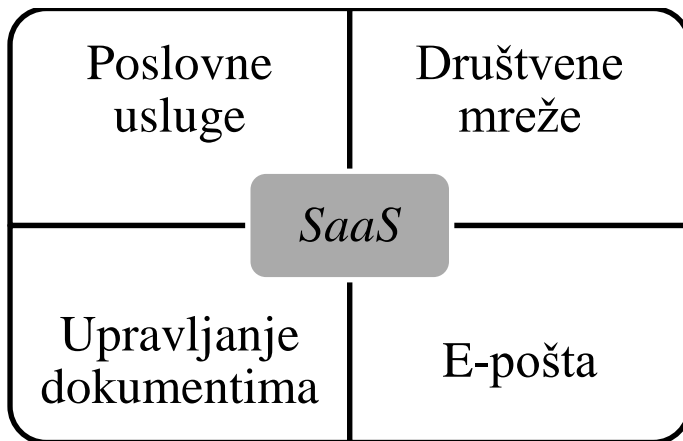 Poslovne
usluge
Društvene
mreže
SaaS
Upravljanje
dokumentima
E-pošta